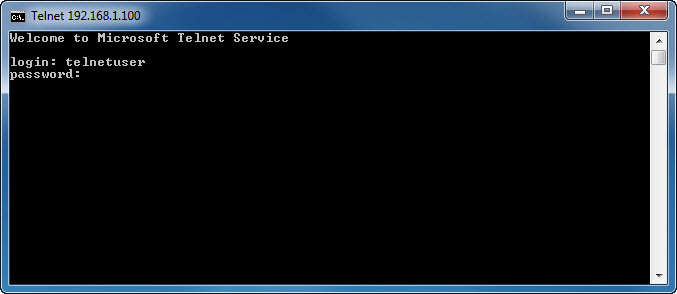 Telnet 192.168.1.100
Welcome to Microsoft Telnet Service
login: telnetuser
password: